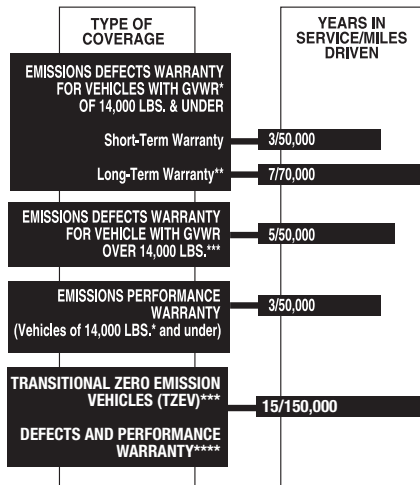 TYPE OF
COVERAGE
YEARS IN
SERVICE/MILES
DRIVEN
EMISSIONS DEFECTS WARRANTY
FOR VEHICLES WITH GVWR*
OF 14,000 LBS. & UNDER
Short-Term Warranty
3/50,000
Long-Term Warranty**
7/70,000
EMISSIONS DEFECTS WARRANTY
FOR VEHICLE WITH GVWR
OVER 14,000 LBS.***
5/50,000
EMISSIONS PERFORMANCE
WARRANTY
(Vehicles of 14,000 LBS.* and under)
3/50,000
TRANSITIONAL ZERO EMISSION
VEHICLES (TZEV)***
DEFECTS AND PERFORMANCE
WARRANTY****
15/150,000